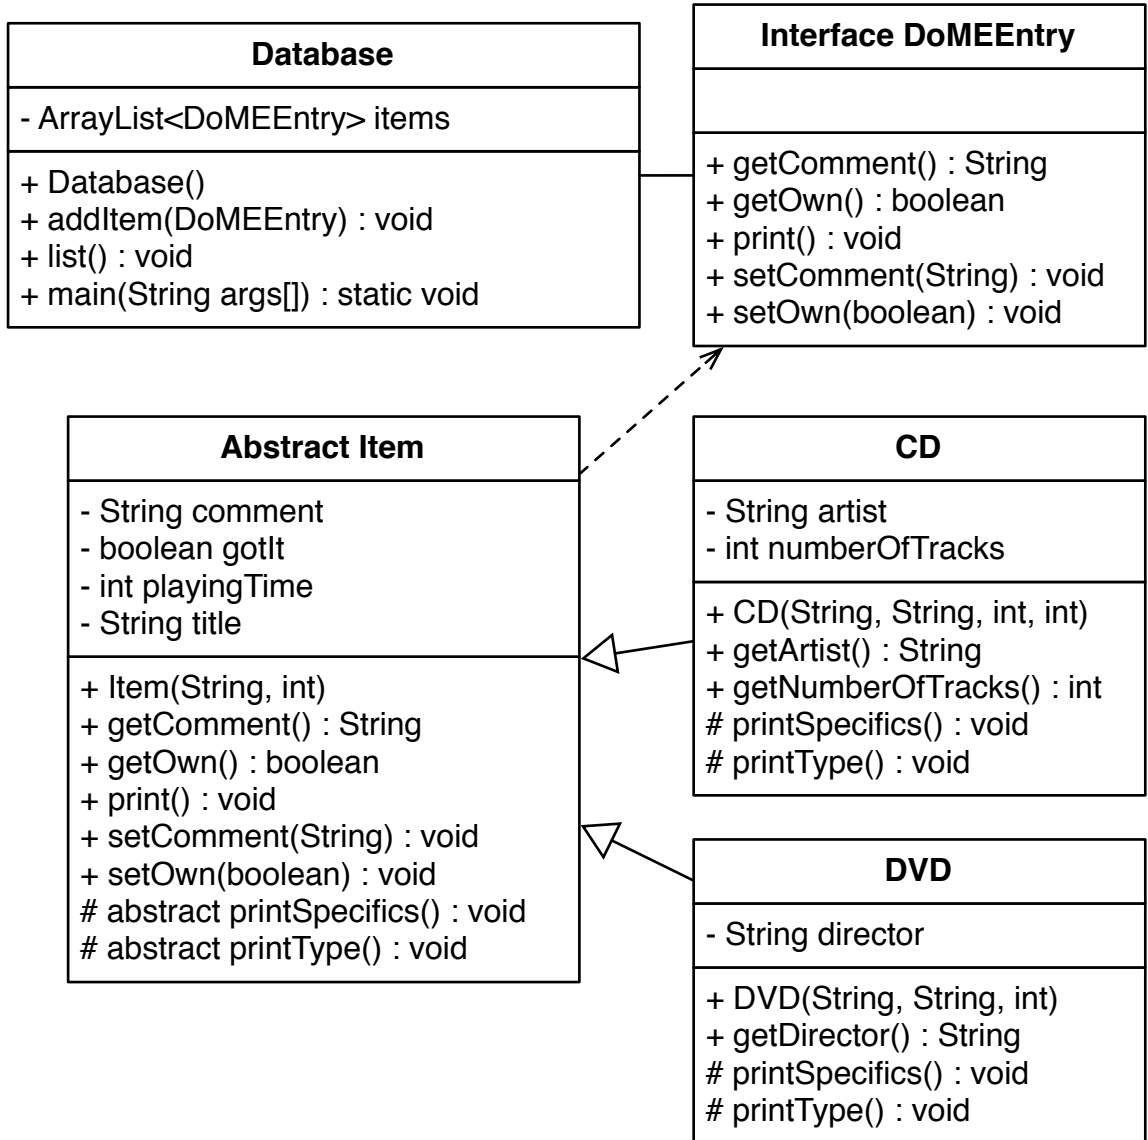 Database
- ArrayList<DoMEEntry> items
+ Database()
+ addItem(DoMEEntry) : void
+ list() : void
+ main(String args[]) : static void
Interface DoMEEntry
+ getComment() : String
+ getOwn() : boolean
+ print() : void
+ setComment(String) : void
+ setOwn(boolean) : void
Abstract Item
- String comment
- boolean gotIt
- int playingTime
- String title
+ Item(String, int)
+ getComment() : String
+ getOwn() : boolean
+ print() : void
+ setComment(String) : void
+ setOwn(boolean) : void
# abstract printSpecifics() : void
# abstract printType() : void
CD
- String artist
- int numberOfTracks
+ CD(String, String, int, int)
+ getArtist() : String
+ getNumberOfTracks() : int
# printSpecifics() : void
# printType() : void
DVD
- String director
+ DVD(String, String, int)
+ getDirector() : String
# printSpecifics() : void
# printType() : void